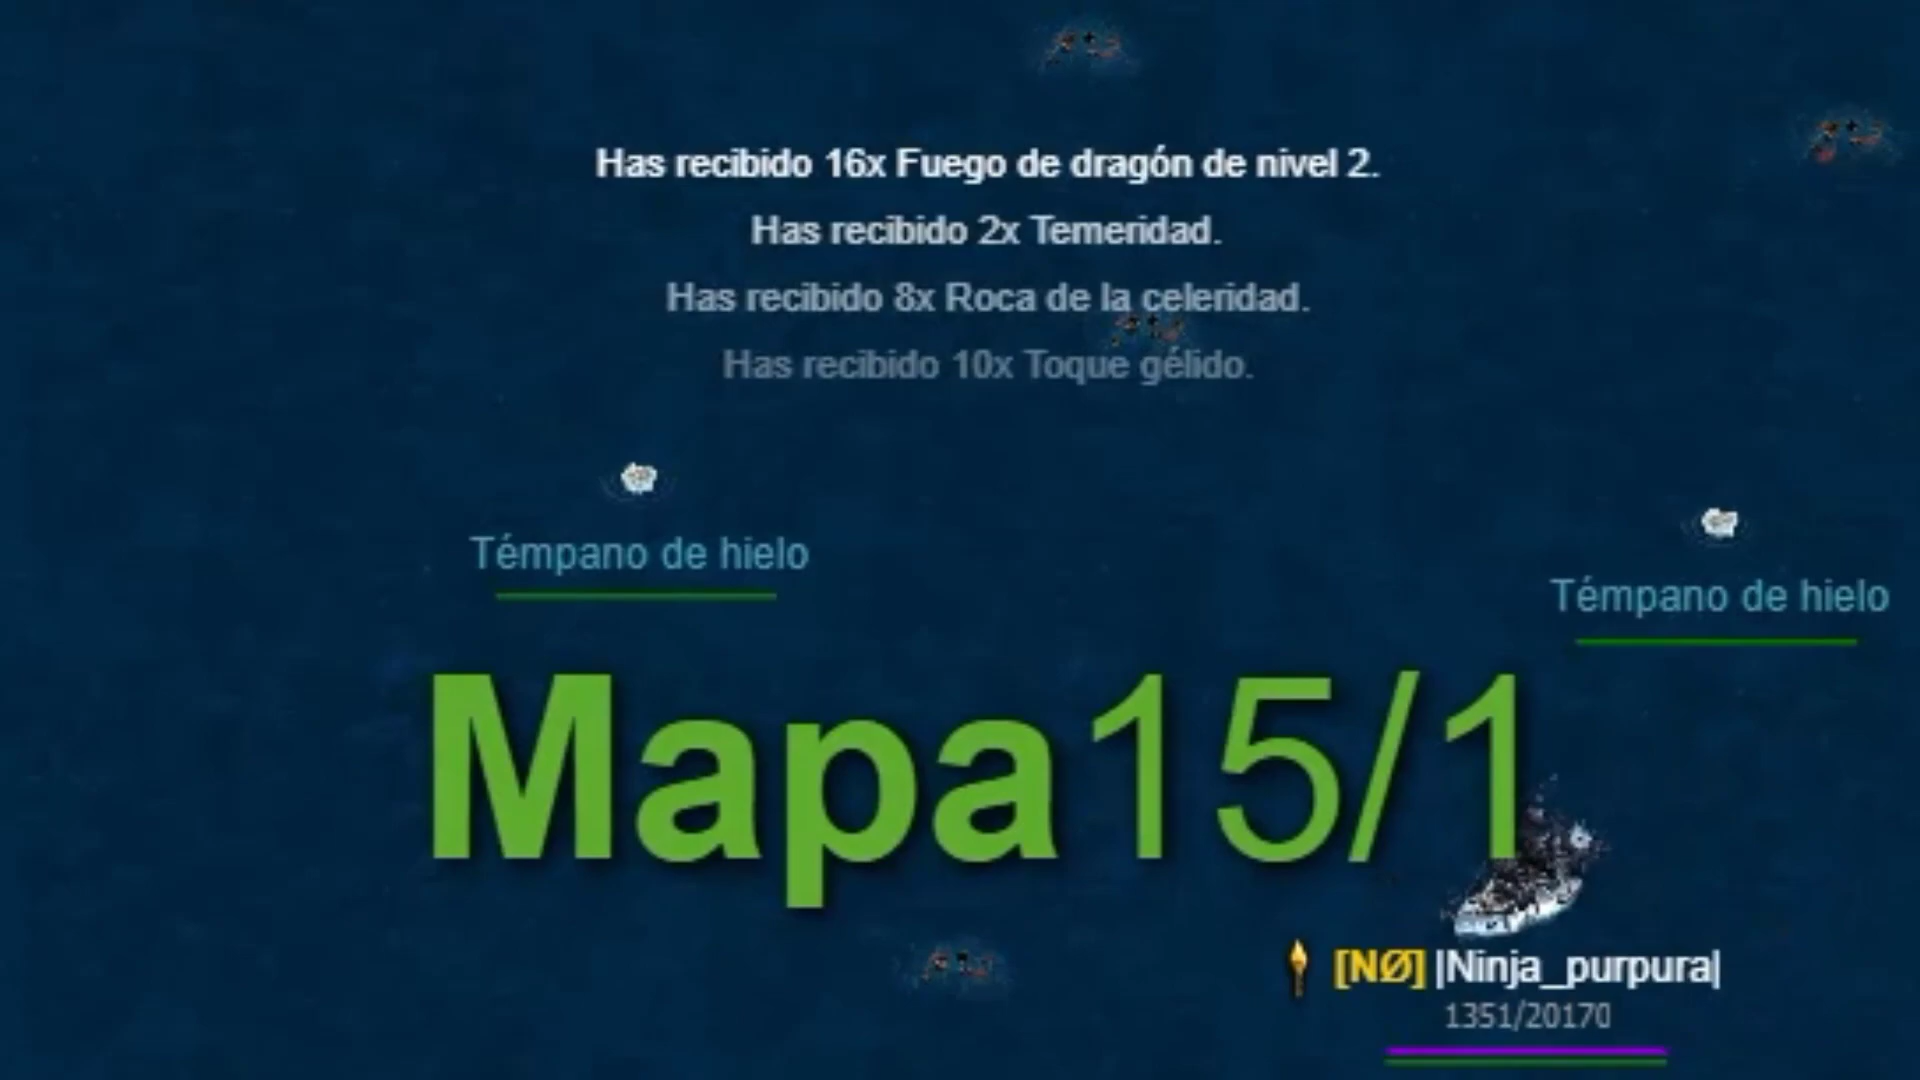 Has recibido 16x Fuego de dragón de nivel 2.
Has recibido 2x Temeridad.
Has recibido 8x Roca de la celeridad.
Has recibido 10x Toque gélido.
Témpano de hielo
Témpano de hielo
Mapa15/1
[NØ] |Ninja_purpura|
1351/20170